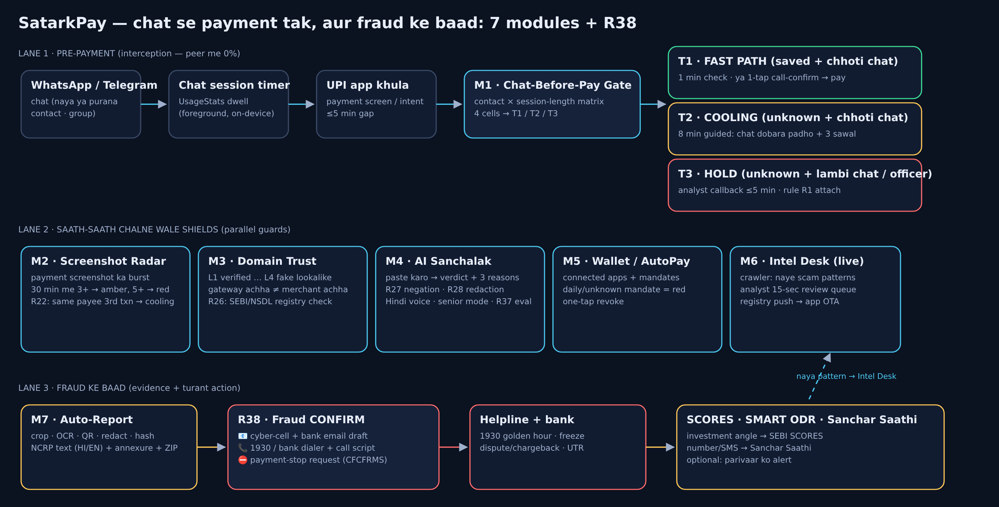 SatarkPay — chat se payment tak, aur fraud ke baad: 7 modules + R38
LANE 1 · PRE-PAYMENT (interception — peer me 0%)
WhatsApp / Telegram
chat (naya ya purana
contact · group)
Chat session timer
UsageStats dwell
(foreground, on-device)
UPI app khula
payment screen / intent
≤5 min gap
M1 · Chat-Before-Pay Gate
contact × session-length matrix
4 cells → T1 / T2 / T3
T1 · FAST PATH (saved + chhoti chat)
1 min check · ya 1-tap call-confirm → pay
T2 · COOLING (unknown + chhoti chat)
8 min guided: chat dobara padho + 3 sawal
T3 · HOLD (unknown + lambi chat / officer)
analyst callback ≤5 min · rule R1 attach
LANE 2 · SAATH-SAATH CHALNE WALE SHIELDS (parallel guards)
M2 · Screenshot Radar
payment screenshot ka burst
30 min me 3+ → amber, 5+ → red
R22: same payee 3rd txn → cooling
M3 · Domain Trust
L1 verified … L4 fake lookalike
gateway achha ≠ merchant achha
R26: SEBI/NSDL registry check
M4 · AI Sanchalak
paste karo → verdict + 3 reasons
R27 negation · R28 redaction
Hindi voice · senior mode · R37 eval
M5 · Wallet / AutoPay
connected apps + mandates
daily/unknown mandate = red
one-tap revoke
M6 · Intel Desk (live)
crawler: naye scam patterns
analyst 15-sec review queue
registry push → app OTA
naya pattern → Intel Desk
LANE 3 · FRAUD KE BAAD (evidence + turant action)
M7 · Auto-Report
crop · OCR · QR · redact · hash
NCRP text (HI/EN) + annexure + ZIP
R38 · Fraud CONFIRM
📧 cyber-cell + bank email draft
📞 1930 / bank dialer + call script
⛔ payment-stop request (CFCFRMS)
Helpline + bank
1930 golden hour · freeze
dispute/chargeback · UTR
SCORES · SMART ODR · Sanchar Saathi
investment angle → SEBI SCORES
number/SMS → Sanchar Saathi
optional: parivaar ko alert